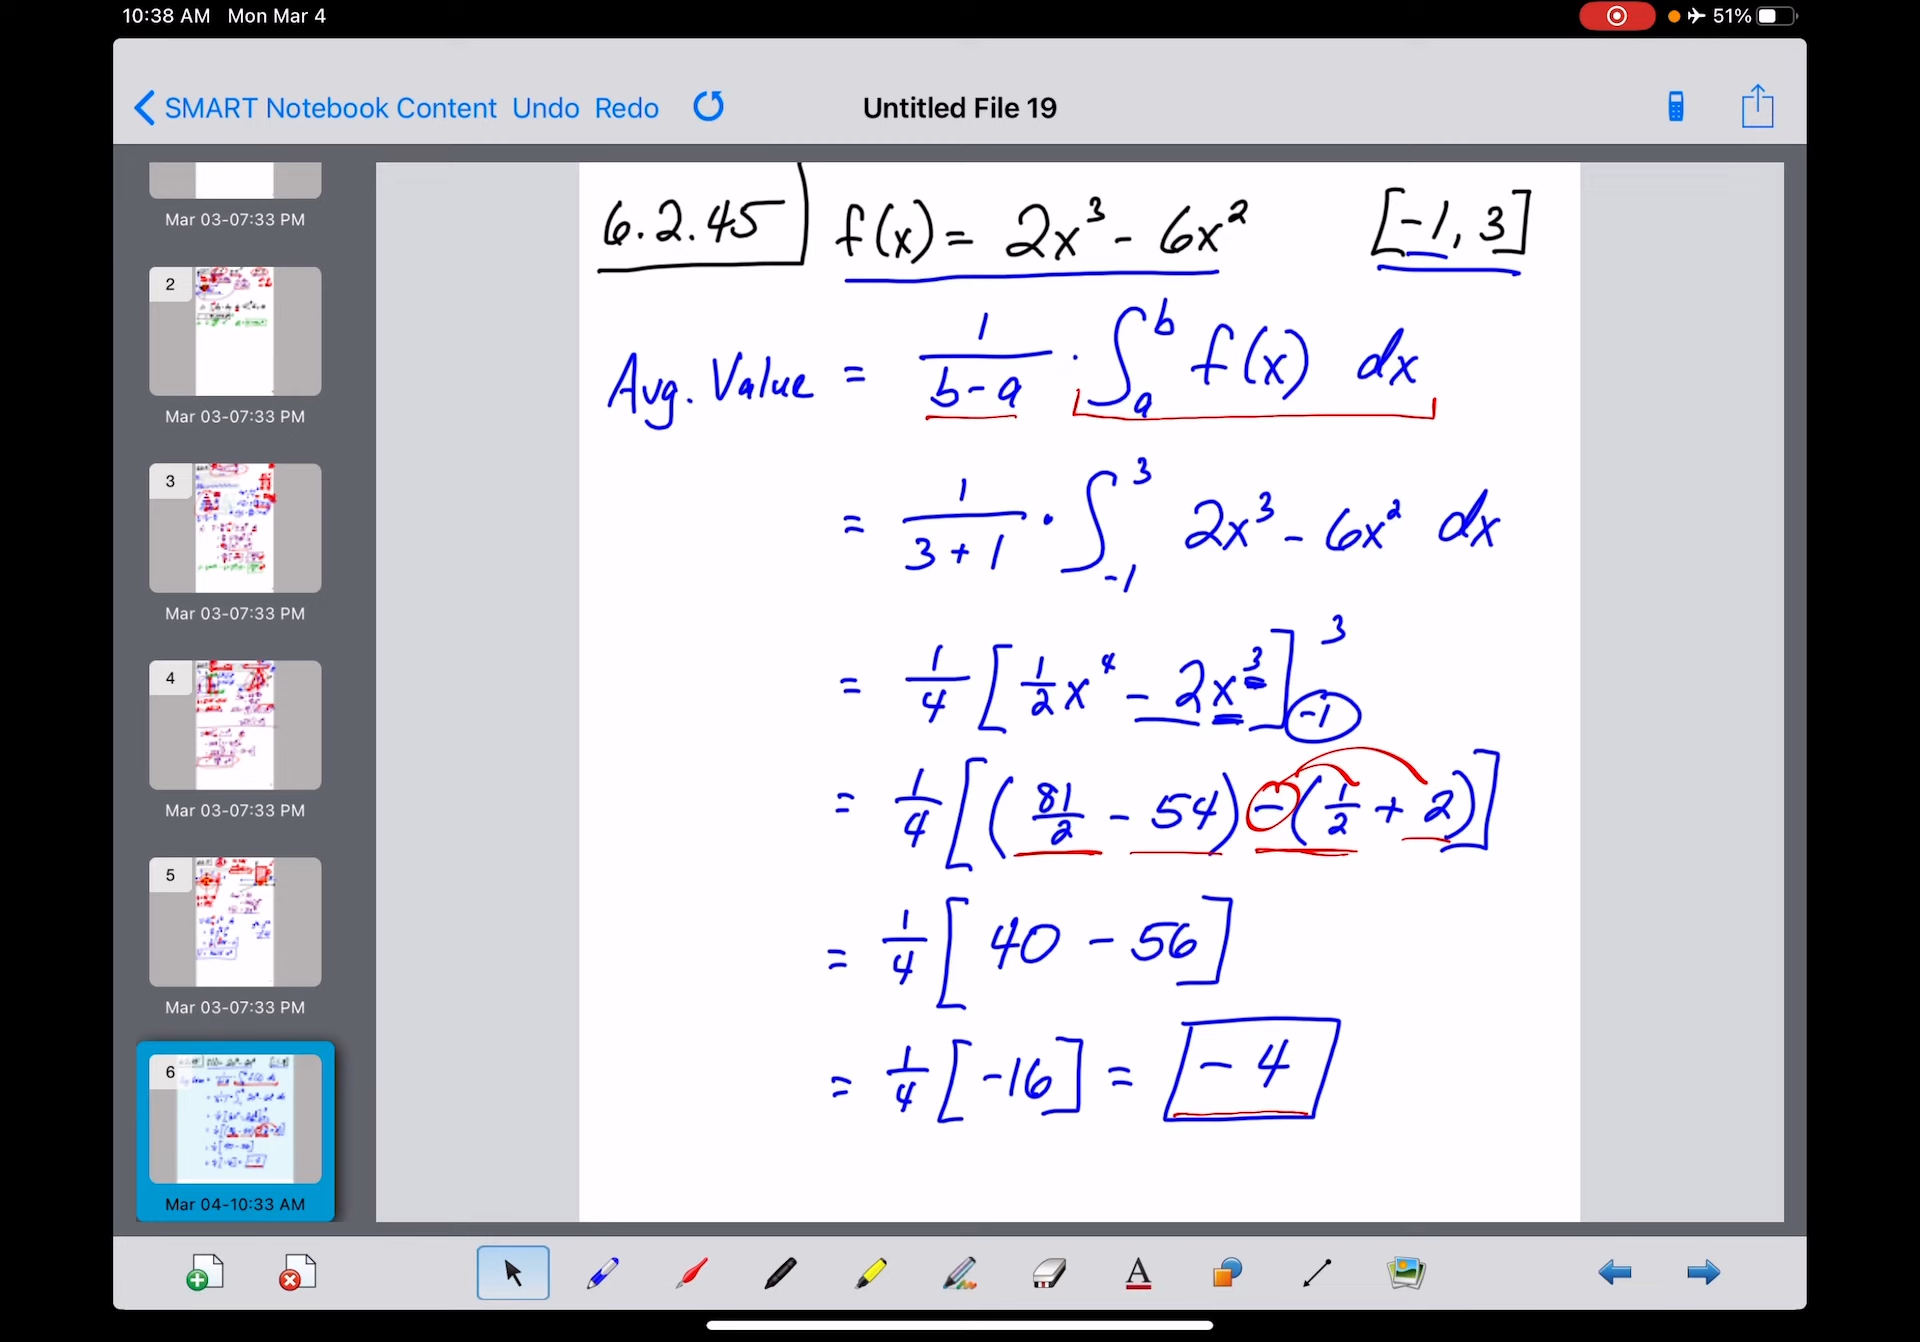 10:38 AM Mon Mar 4
51%
SMART Notebook Content Undo Redo
Untitled File 19
Mar 03-07:33 PM
2
Mar 03-07:33 PM
3
Mar 03-07:33 PM
4
Mar 03-07:33 PM
5
Mar 03-07:33 PM
6
Mar 04-10:33 AM
6.2.45 f(x) = 2x³ - 6x² [-1, 3]
Avg. Value = 1/(b-a) · ∫ₐᵇ f(x) dx
= 1/(3+1) · ∫₋₁³ 2x³ - 6x² dx
= 1/4 [1/2 x⁴ - 2x³]₋₁³
= 1/4 [(81/2 - 54) - (1/2 + 2)]
= 1/4 [40 - 56]
= 1/4 [-16] = -4
A